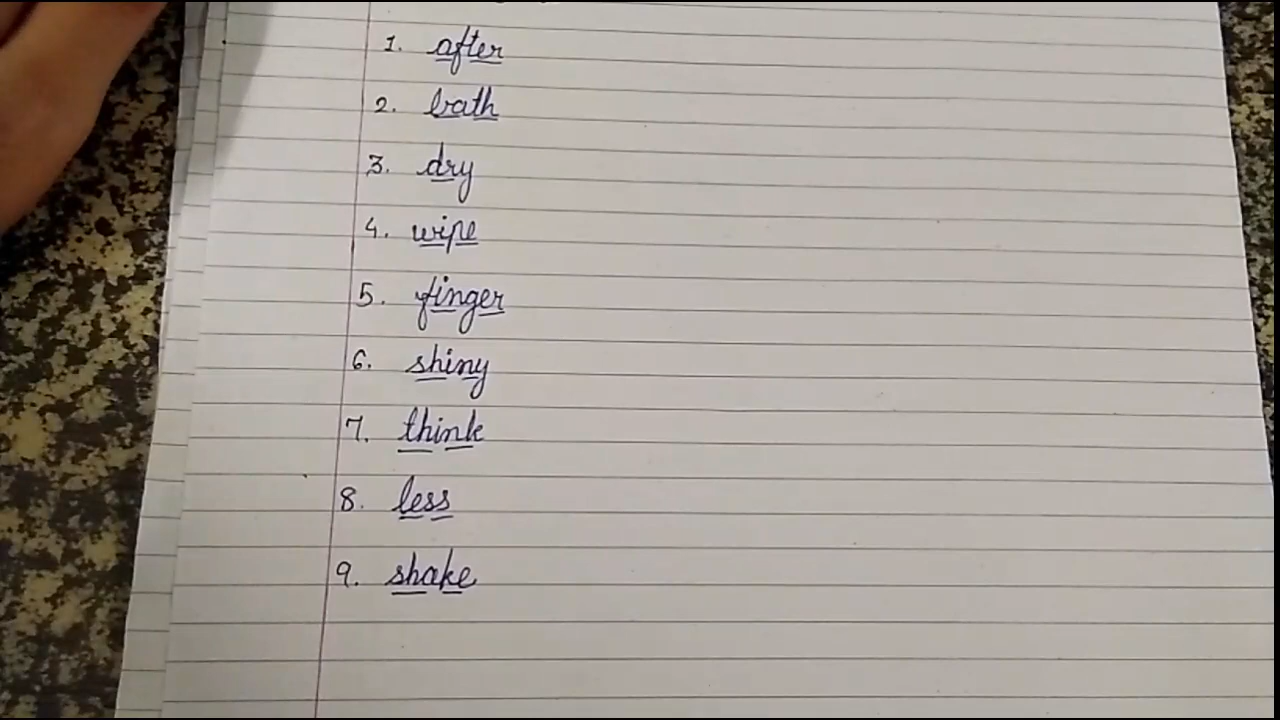 1. after
2. bath
3. dry
4. wipe
5. finger
6. shiny
7. think
8. less
9. shake